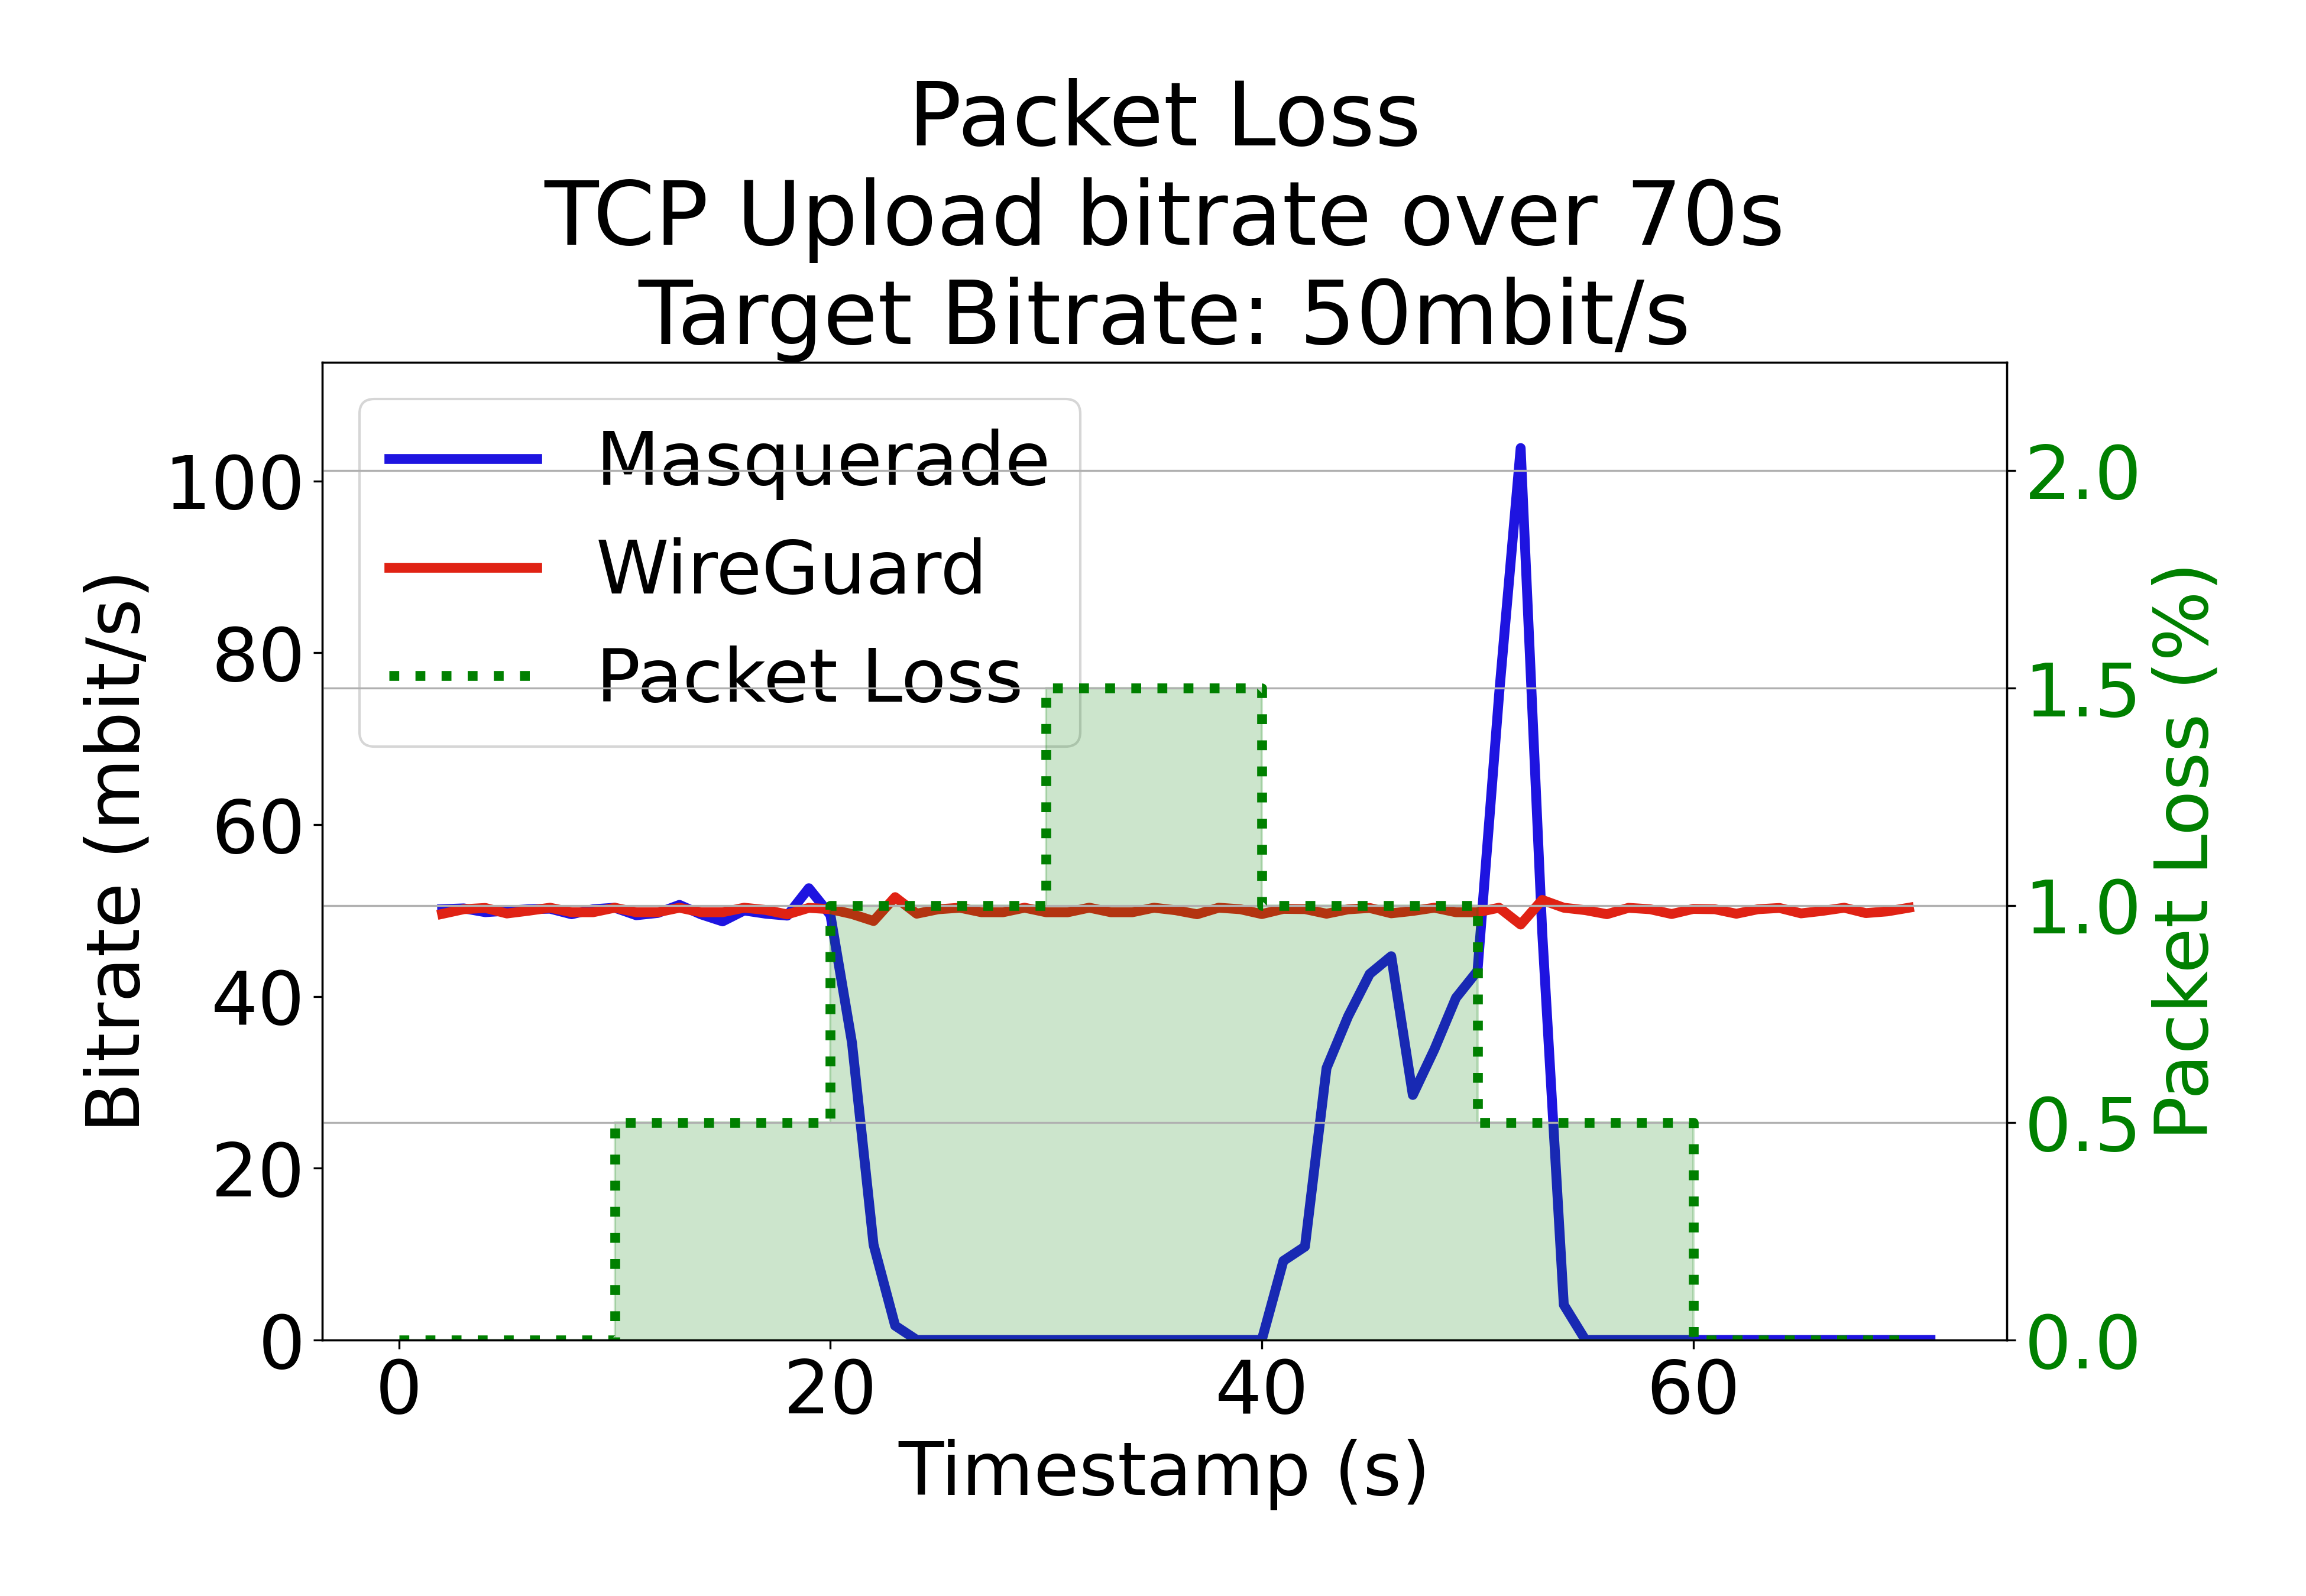 Packet Loss
TCP Upload bitrate over 70s
Target Bitrate: 50mbit/s
Masquerade
WireGuard
Packet Loss
Bitrate (mbit/s)
100
80
60
40
20
0
2.0
1.5
1.0
0.5
0.0
Packet Loss (%)
0 20 40 60
Timestamp (s)